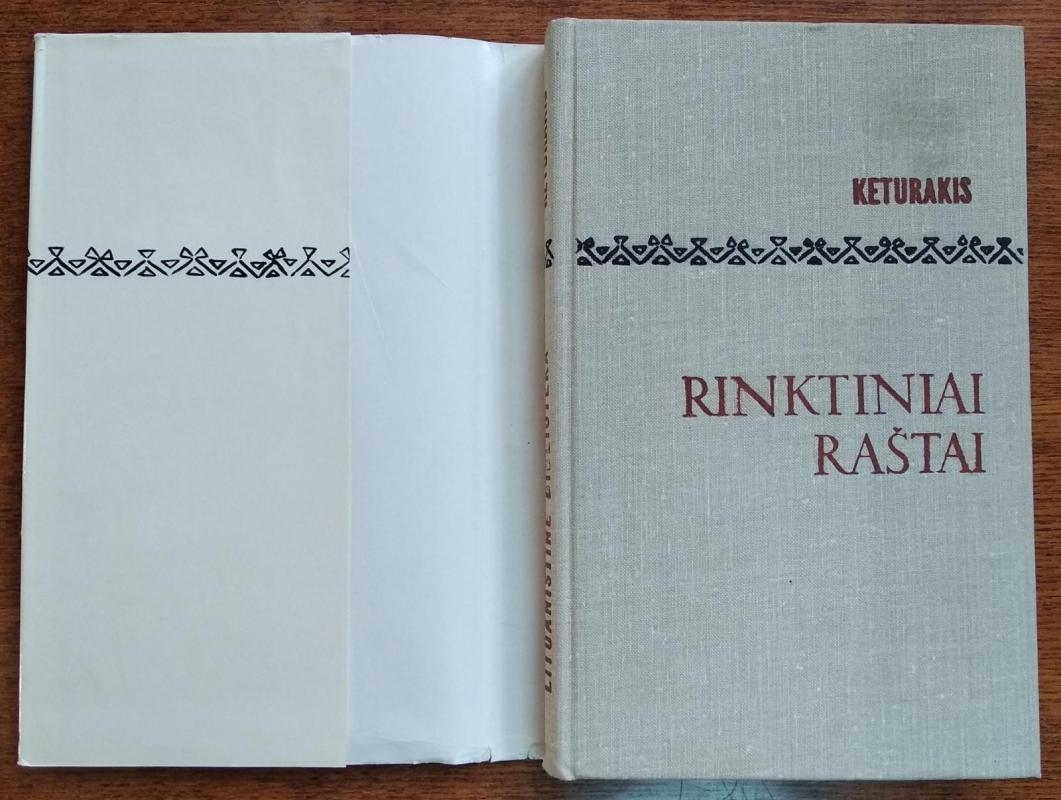 KETURAKIS
RINKTINIAI
RAŠTAI
LITUANISTINĖ BIBLIOTEKA